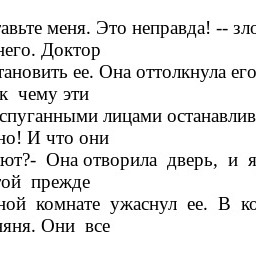 тавьте меня. Это неправда! -- зло
него. Доктор
тановить ее. Она оттолкнула его
к чему эти
спуганными лицами останавлив
но! И что они
ют?- Она отворила дверь, и я
той прежде
ной комнате ужаснул ее. В ко
няня. Они все